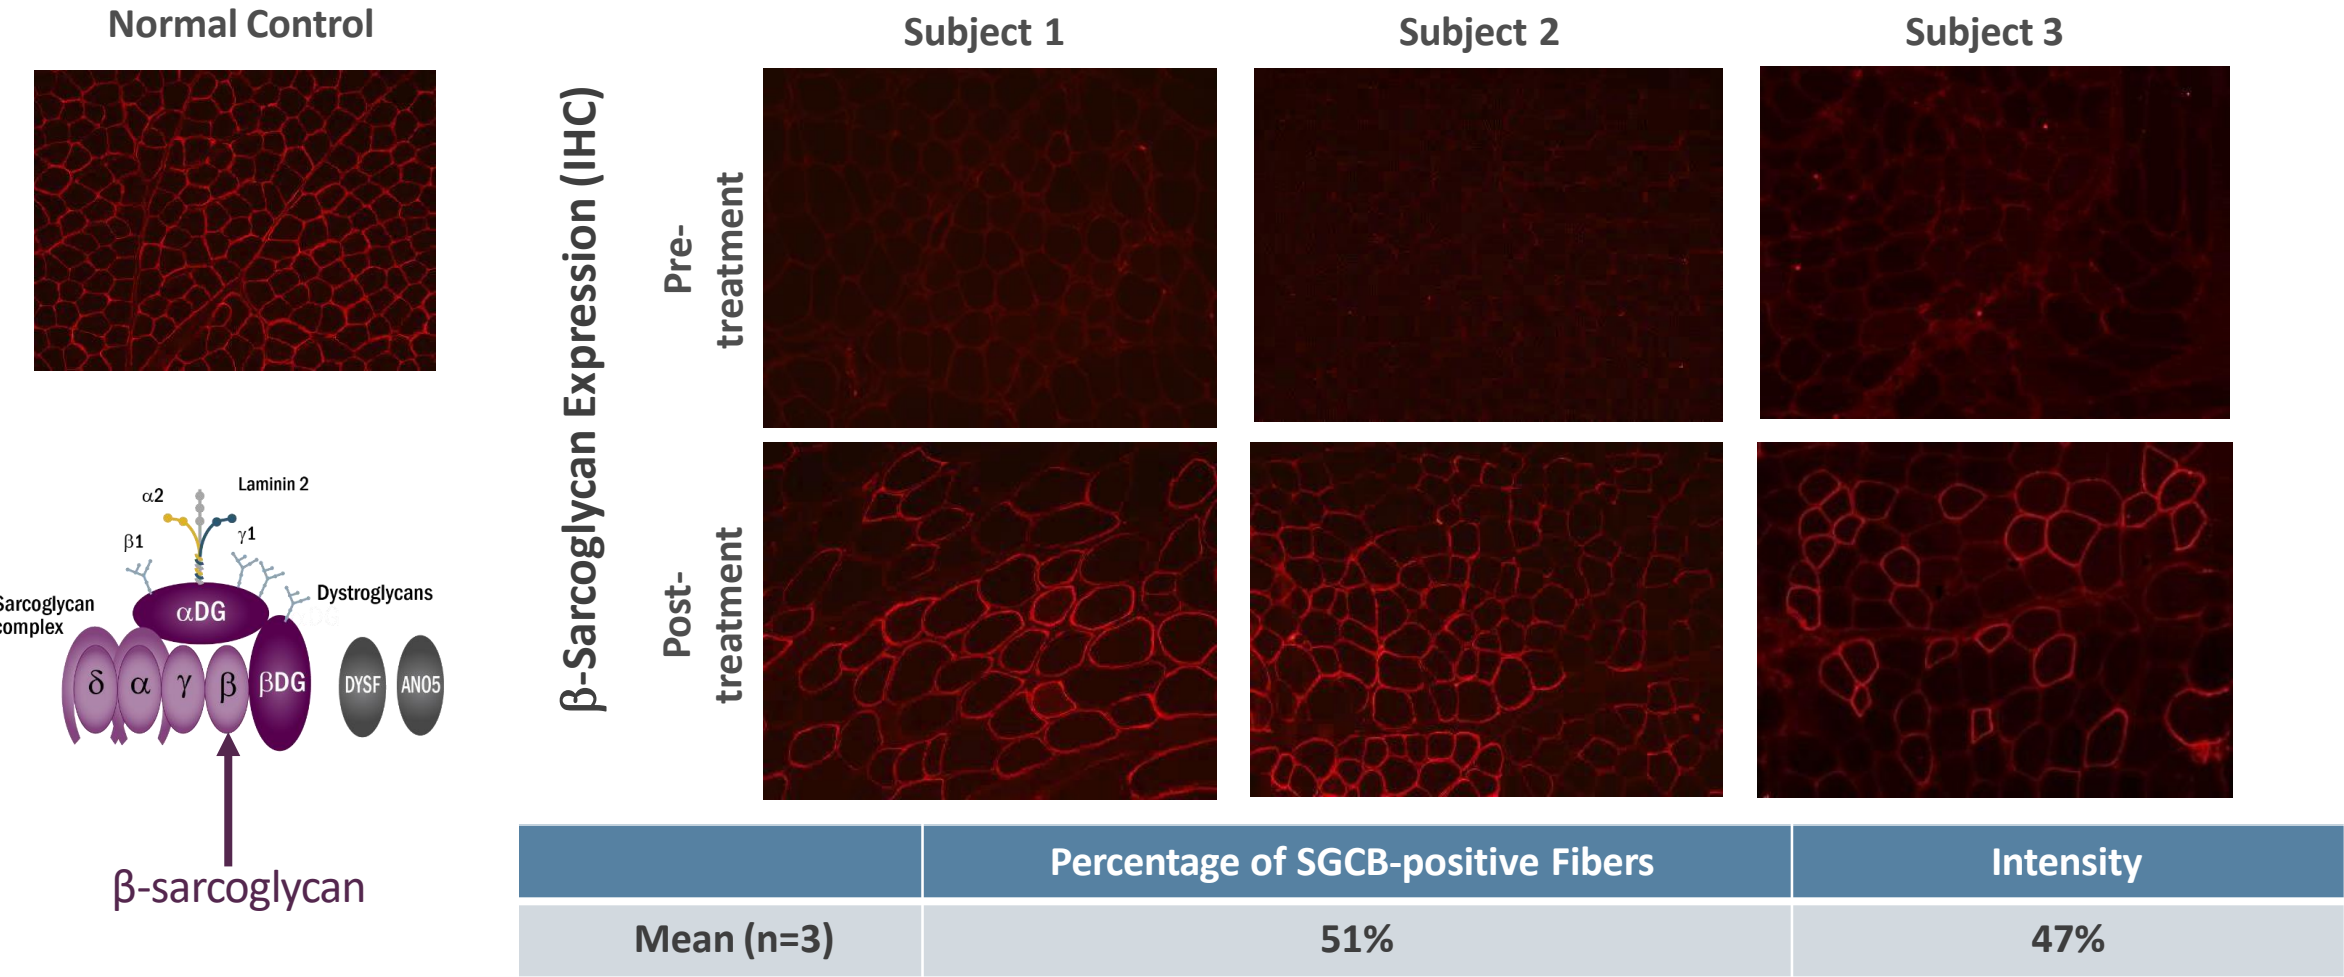 Normal Control
Subject 1
Subject 2
Subject 3
β-Sarcoglycan Expression (IHC)
Pre-
treatment
Post-
treatment
α2
Laminin 2
β1
γ1
Sarcoglycan
complex
Dystroglycans
αDG
δ
α
γ
β
βDG
DYSF
ANO5
β-sarcoglycan
Percentage of SGCB-positive Fibers
Intensity
Mean (n=3)
51%
47%